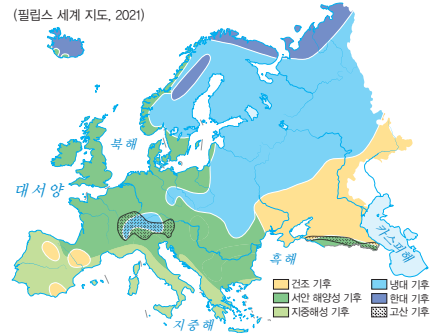 (필립스 세계 지도, 2021)
북해
대서양
카스피해
흑해
지중해
건조 기후
냉대 기후
서안 해양성 기후
한대 기후
지중해성 기후
고산 기후